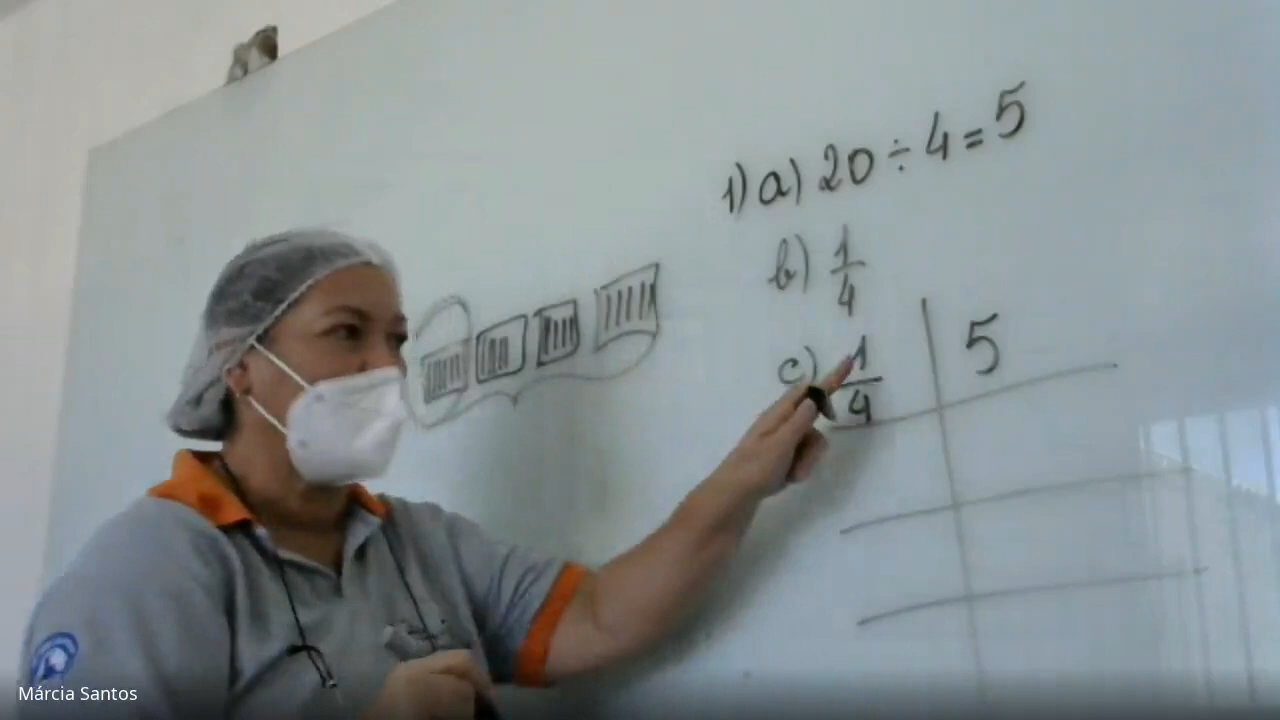 1) a) 20 ÷ 4 = 5
b) 1/4
c) 1/4 5
Márcia Santos